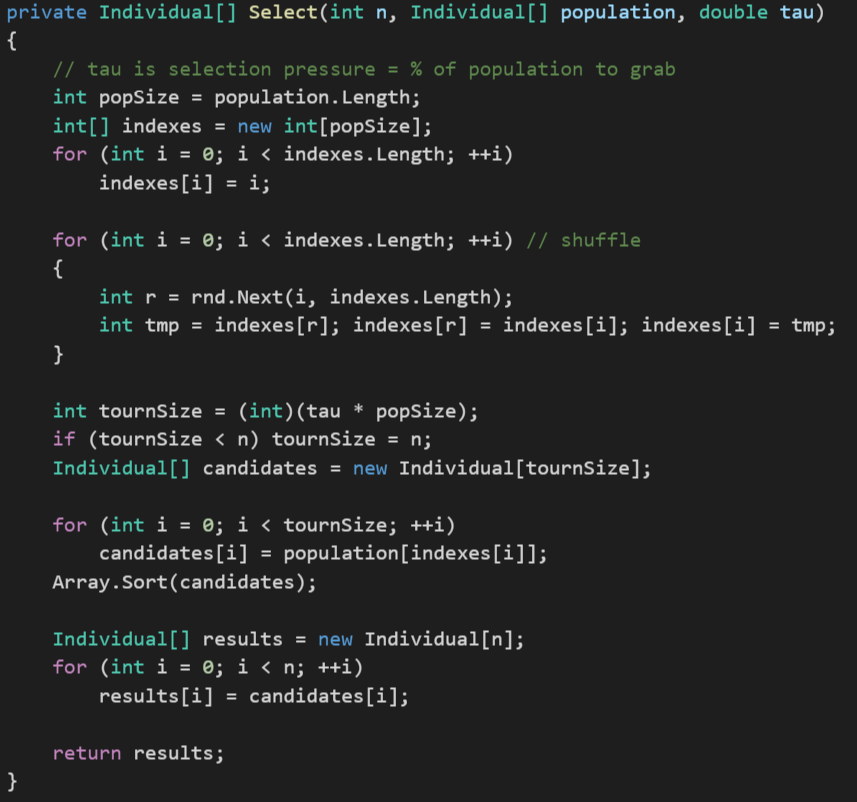 private Individual[] Select(int n, Individual[] population, double tau)
{
    // tau is selection pressure = % of population to grab
    int popSize = population.Length;
    int[] indexes = new int[popSize];
    for (int i = 0; i < indexes.Length; ++i)
        indexes[i] = i;

    for (int i = 0; i < indexes.Length; ++i) // shuffle
    {
        int r = rnd.Next(i, indexes.Length);
        int tmp = indexes[r]; indexes[r] = indexes[i]; indexes[i] = tmp;
    }

    int tournSize = (int)(tau * popSize);
    if (tournSize < n) tournSize = n;
    Individual[] candidates = new Individual[tournSize];

    for (int i = 0; i < tournSize; ++i)
        candidates[i] = population[indexes[i]];
    Array.Sort(candidates);

    Individual[] results = new Individual[n];
    for (int i = 0; i < n; ++i)
        results[i] = candidates[i];

    return results;
}